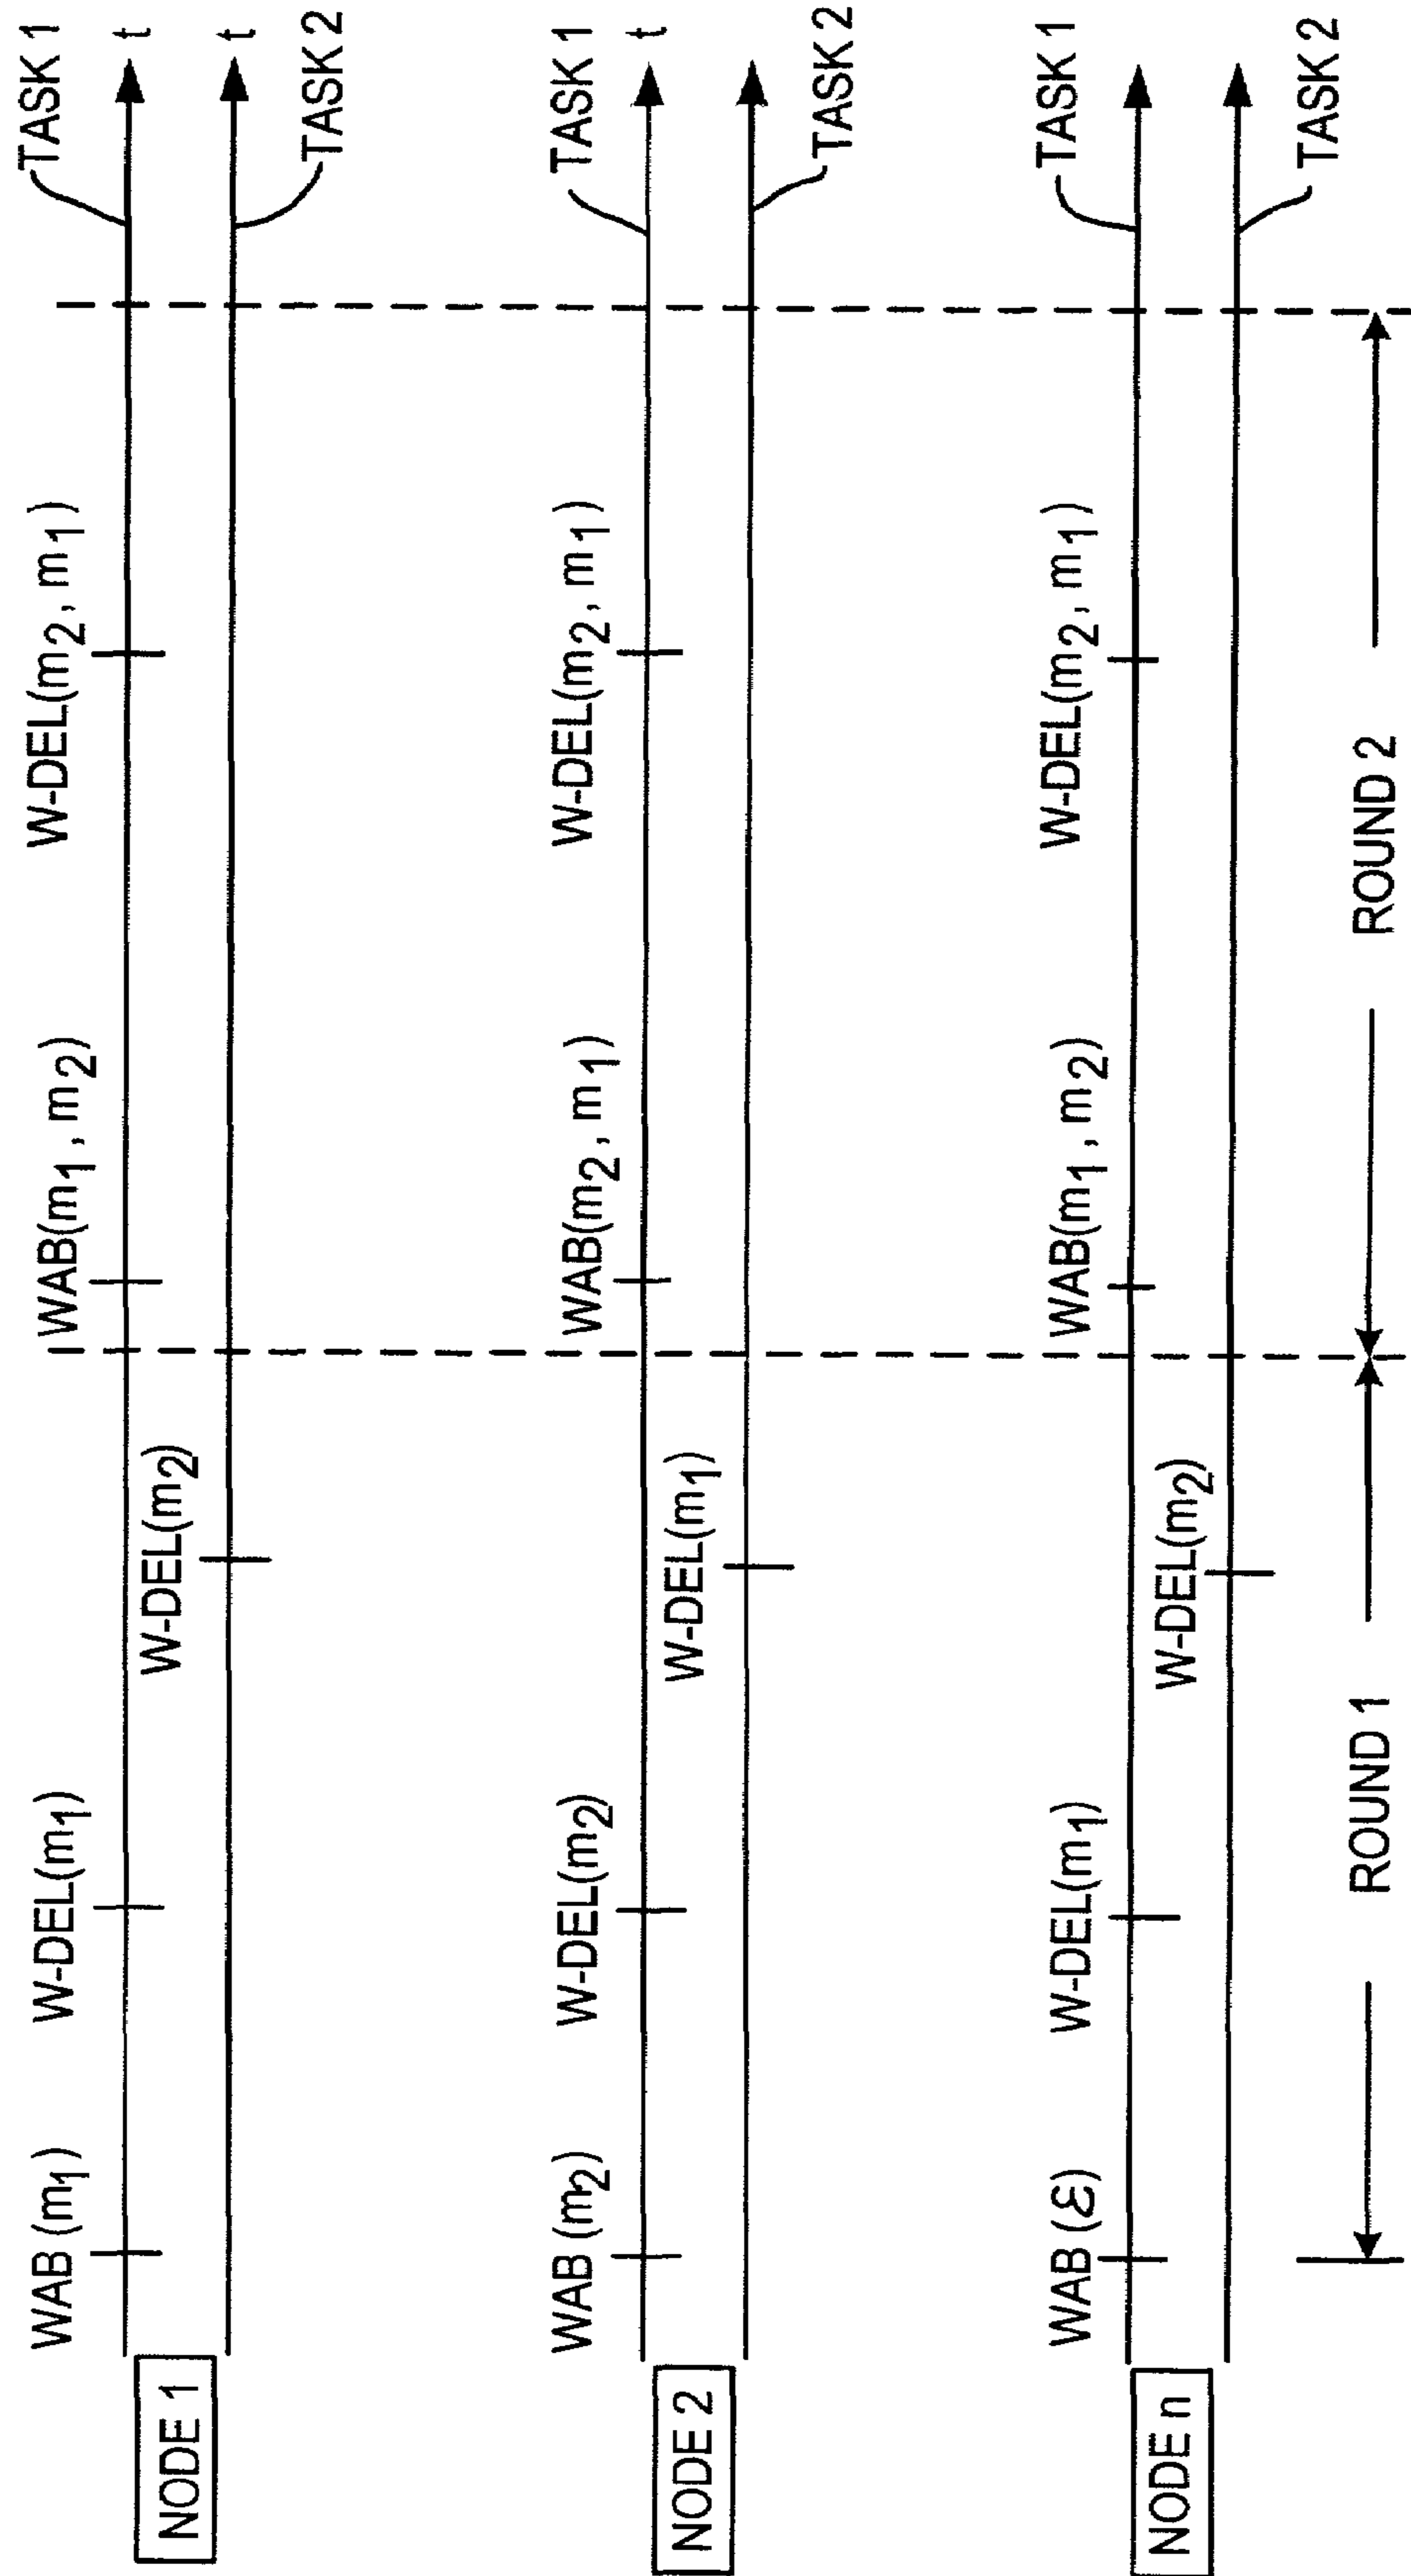 NODE 1
WAB (m1)
W-DEL(m1)
W-DEL(m2)
WAB(m1 , m2)
W-DEL(m2 , m1)
TASK 1
t
t
TASK 2
NODE 2
WAB (m2)
W-DEL(m2)
W-DEL(m1)
WAB(m2 , m1)
W-DEL(m2 , m1)
TASK 1
t
TASK 2
NODE n
WAB (ℰ)
W-DEL(m1)
W-DEL(m2)
WAB(m1 , m2)
W-DEL(m2 , m1)
TASK 1
TASK 2
ROUND 1
ROUND 2